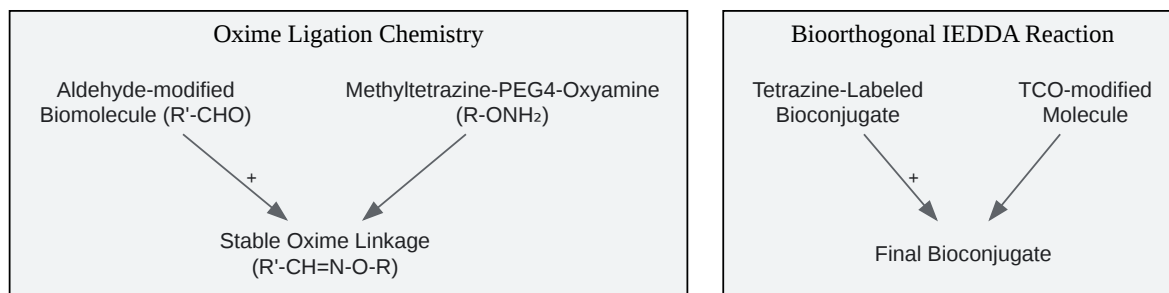 Oxime Ligation Chemistry
Aldehyde-modified
Biomolecule (R'-CHO)
Methyltetrazine-PEG4-Oxyamine
(R-ONH₂)
+
Stable Oxime Linkage
(R'-CH=N-O-R)
Bioorthogonal IEDDA Reaction
Tetrazine-Labeled
Bioconjugate
TCO-modified
Molecule
+
Final Bioconjugate